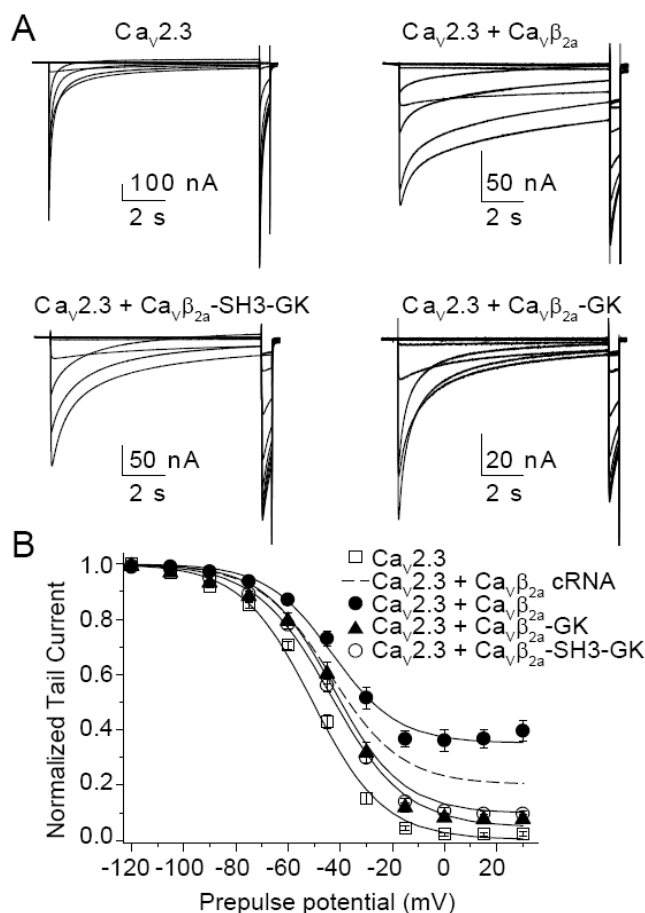 A
Caᵥ2.3
Caᵥ2.3 + Caᵥβ₂ₐ
100 nA
2 s
50 nA
2 s
Caᵥ2.3 + Caᵥβ₂ₐ-SH3-GK
Caᵥ2.3 + Caᵥβ₂ₐ-GK
50 nA
2 s
20 nA
2 s
B
Caᵥ2.3
Caᵥ2.3 + Caᵥβ₂ₐ cRNA
Caᵥ2.3 + Caᵥβ₂ₐ
Caᵥ2.3 + Caᵥβ₂ₐ-GK
Caᵥ2.3 + Caᵥβ₂ₐ-SH3-GK
Normalized Tail Current
1.0
0.8
0.6
0.4
0.2
0.0
-120 -100 -80 -60 -40 -20 0 20
Prepulse potential (mV)